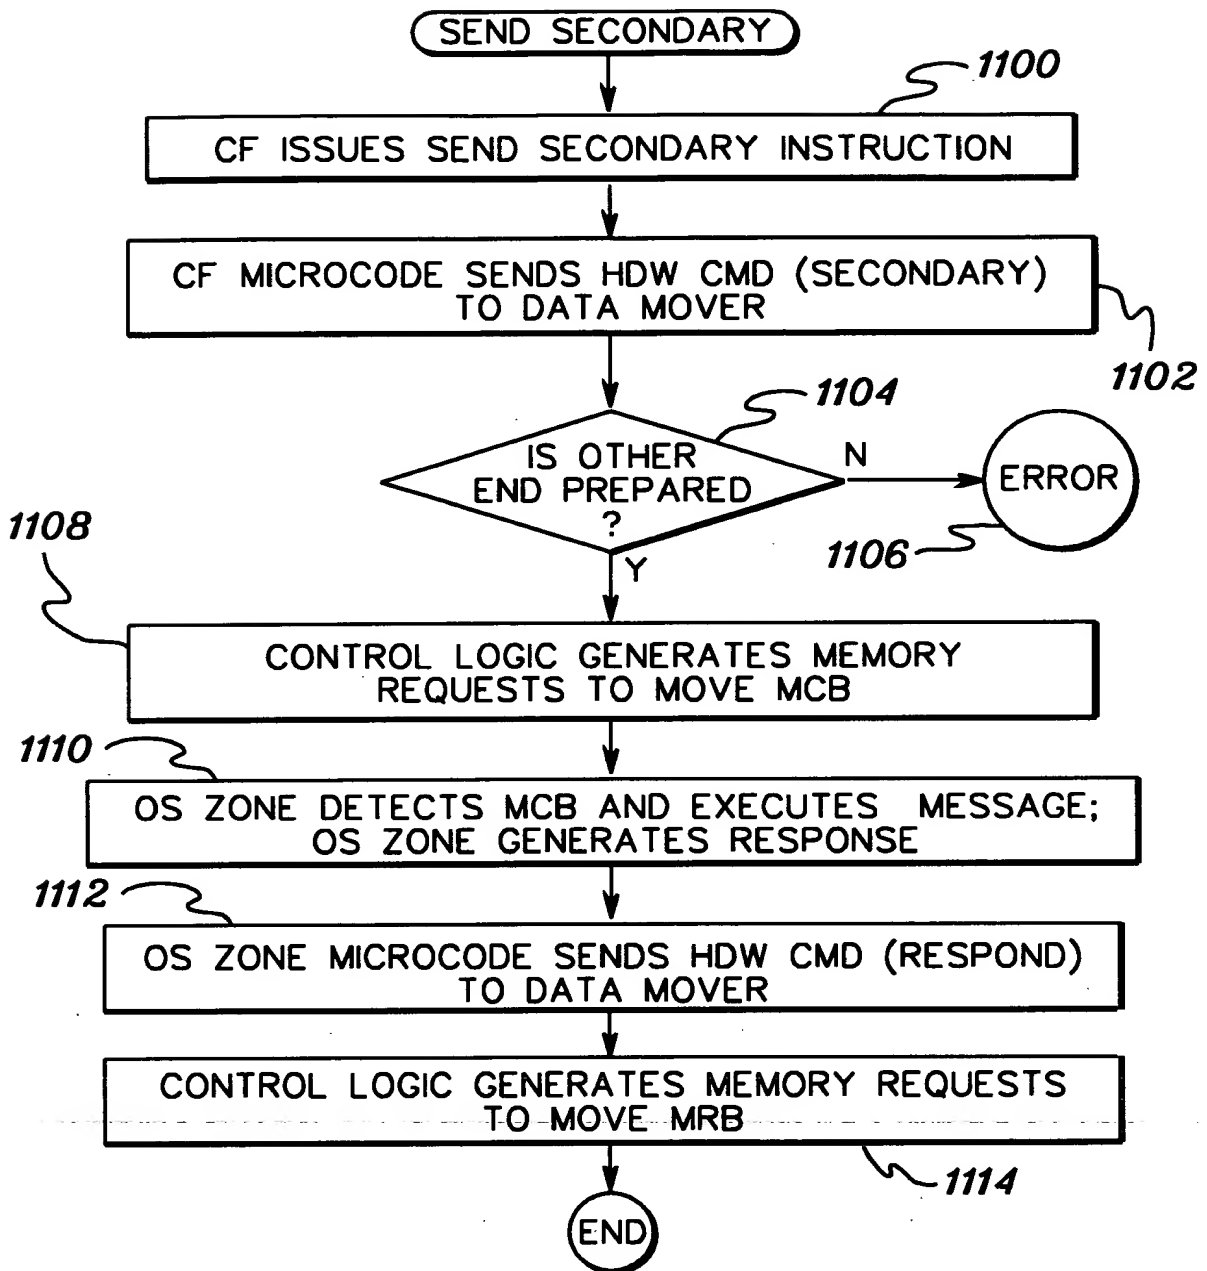 SEND SECONDARY
1100
CF ISSUES SEND SECONDARY INSTRUCTION
CF MICROCODE SENDS HDW CMD (SECONDARY)
TO DATA MOVER
1102
1104
IS OTHER
END PREPARED
?
N
ERROR
1106
Y
1108
CONTROL LOGIC GENERATES MEMORY
REQUESTS TO MOVE MCB
1110
OS ZONE DETECTS MCB AND EXECUTES MESSAGE;
OS ZONE GENERATES RESPONSE
1112
OS ZONE MICROCODE SENDS HDW CMD (RESPOND)
TO DATA MOVER
CONTROL LOGIC GENERATES MEMORY REQUESTS
TO MOVE MRB
1114
END